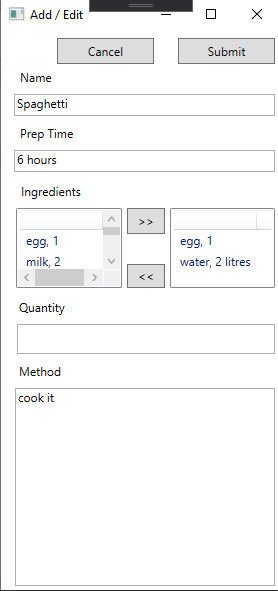 Add / Edit
Cancel
Submit
Name
Spaghetti
Prep Time
6 hours
Ingredients
egg, 1
milk, 2
>>
<<
egg, 1
water, 2 litres
Quantity
Method
cook it